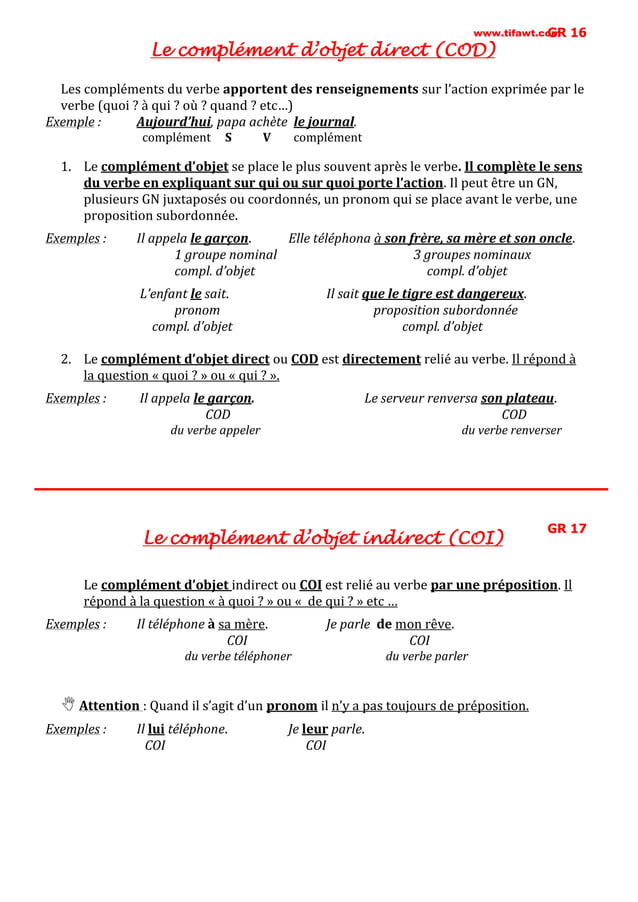 www.tifawt.com
GR 16
Le complément d'objet direct (COD)
Les compléments du verbe apportent des renseignements sur l'action exprimée par le
verbe (quoi ? à qui ? où ? quand ? etc...)
Exemple : Aujourd'hui, papa achète le journal.
complément S V complément
1. Le complément d'objet se place le plus souvent après le verbe. Il complète le sens
du verbe en expliquant sur qui ou sur quoi porte l'action. Il peut être un GN,
plusieurs GN juxtaposés ou coordonnés, un pronom qui se place avant le verbe, une
proposition subordonnée.
Exemples : Il appela le garçon. Elle téléphona à son frère, sa mère et son oncle.
1 groupe nominal 3 groupes nominaux
compl. d'objet compl. d'objet
L'enfant le sait. Il sait que le tigre est dangereux.
pronom proposition subordonnée
compl. d'objet compl. d'objet
2. Le complément d'objet direct ou COD est directement relié au verbe. Il répond à
la question « quoi ? » ou « qui ? ».
Exemples : Il appela le garçon. Le serveur renversa son plateau.
COD COD
du verbe appeler du verbe renverser
GR 17
Le complément d'objet indirect (COI)
Le complément d'objet indirect ou COI est relié au verbe par une préposition. Il
répond à la question « à quoi ? » ou « de qui ? » etc ...
Exemples : Il téléphone à sa mère. Je parle de mon rêve.
COI COI
du verbe téléphoner du verbe parler
Attention : Quand il s'agit d'un pronom il n'y a pas toujours de préposition.
Exemples : Il lui téléphone. Je leur parle.
COI COI